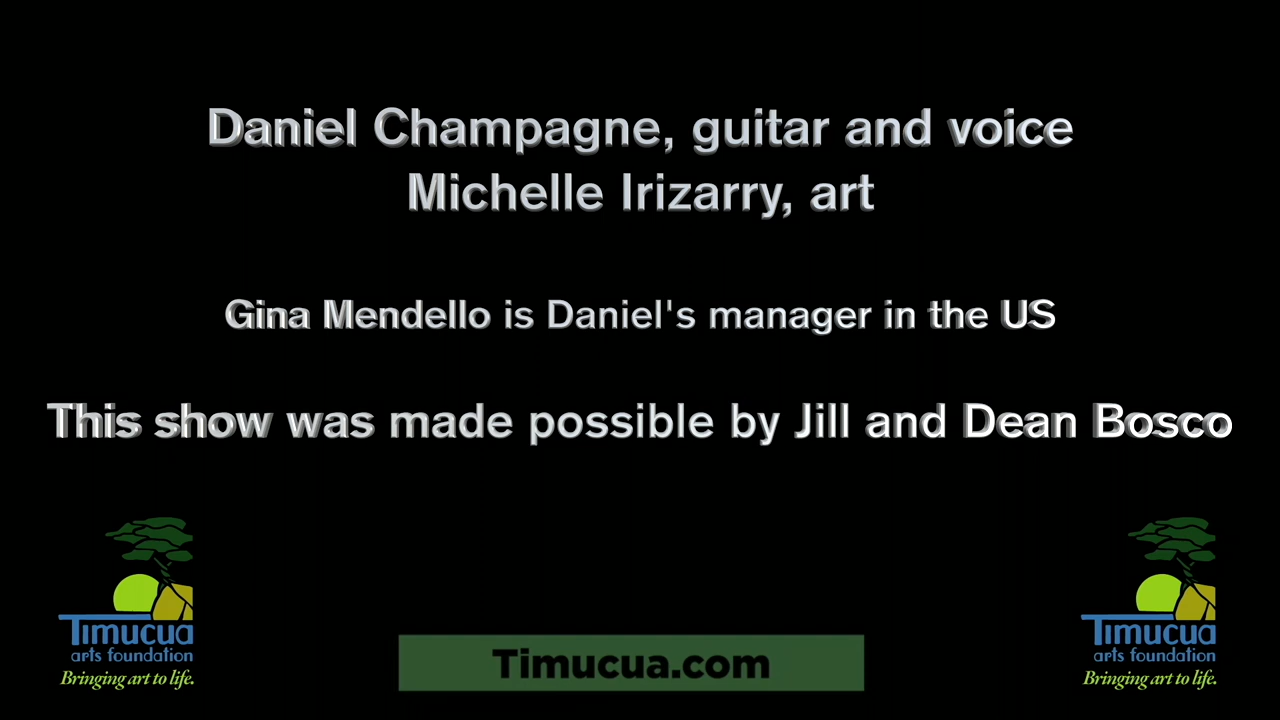 Daniel Champagne, guitar and voice
Michelle Irizarry, art
Gina Mendello is Daniel's manager in the US
This show was made possible by Jill and Dean Bosco
Timucua
arts foundation
Bringing art to life.
Timucua.com
Timucua
arts foundation
Bringing art to life.